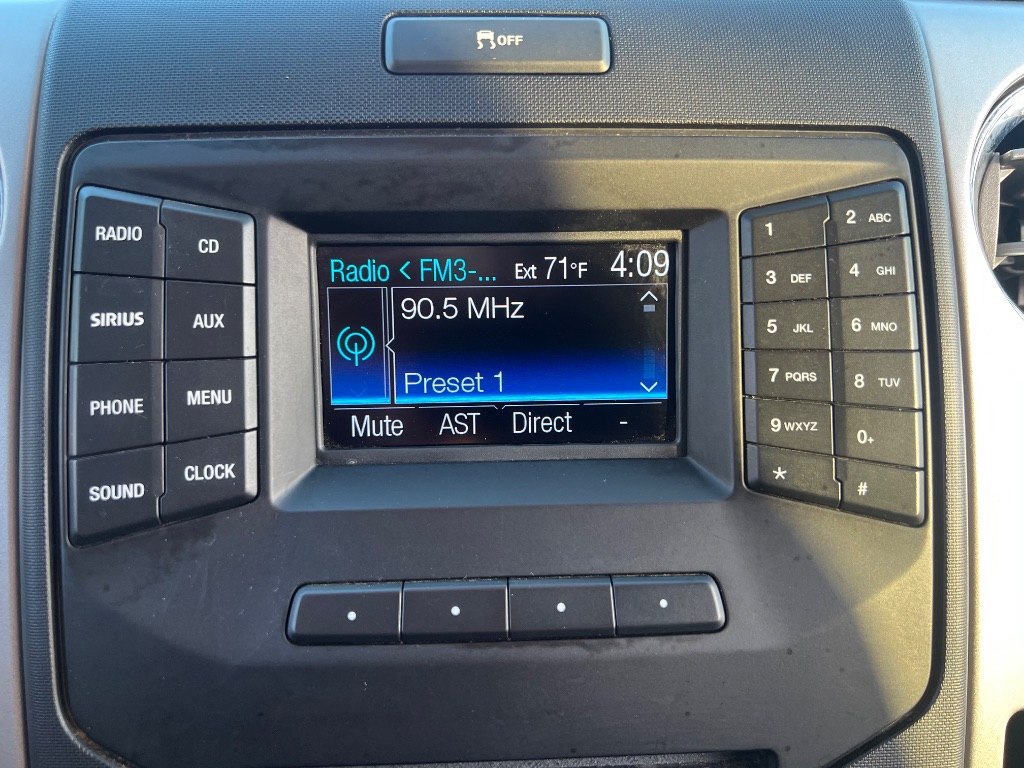 OFF
RADIO
CD
SIRIUS
AUX
PHONE
MENU
SOUND
CLOCK
Radio < FM3-... Ext 71°F 4:09
90.5 MHz
Preset 1
Mute AST Direct -
1
2 ABC
3 DEF
4 GHI
5 JKL
6 MNO
7 PQRS
8 TUV
9 WXYZ
0+
*
#